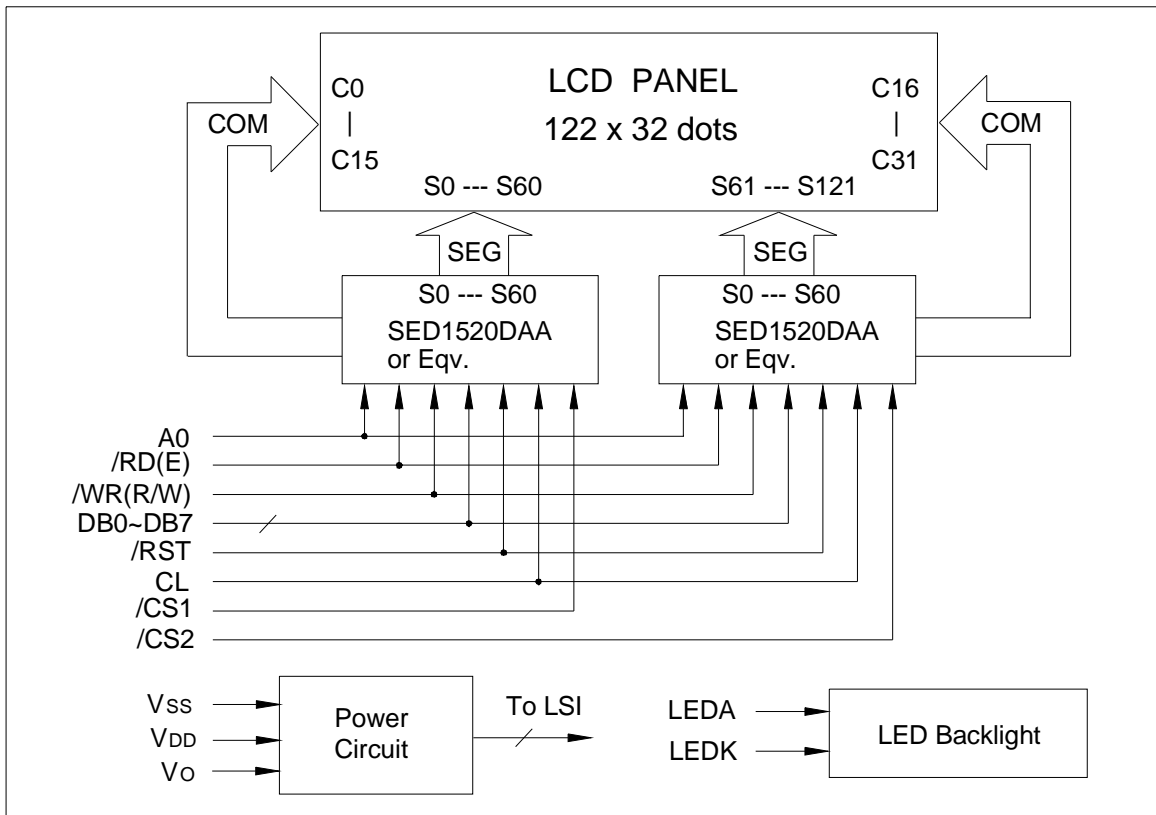 LCD PANEL
122 x 32 dots
C0
|
C15
C16
|
C31
COM
COM
S0 --- S60
S61 --- S121
SEG
SEG
S0 --- S60
SED1520DAA
or Eqv.
S0 --- S60
SED1520DAA
or Eqv.
A0
/RD(E)
/WR(R/W)
DB0~DB7
/RST
CL
/CS1
/CS2
VSS
VDD
VO
Power
Circuit
To LSI
LEDA
LEDK
LED Backlight